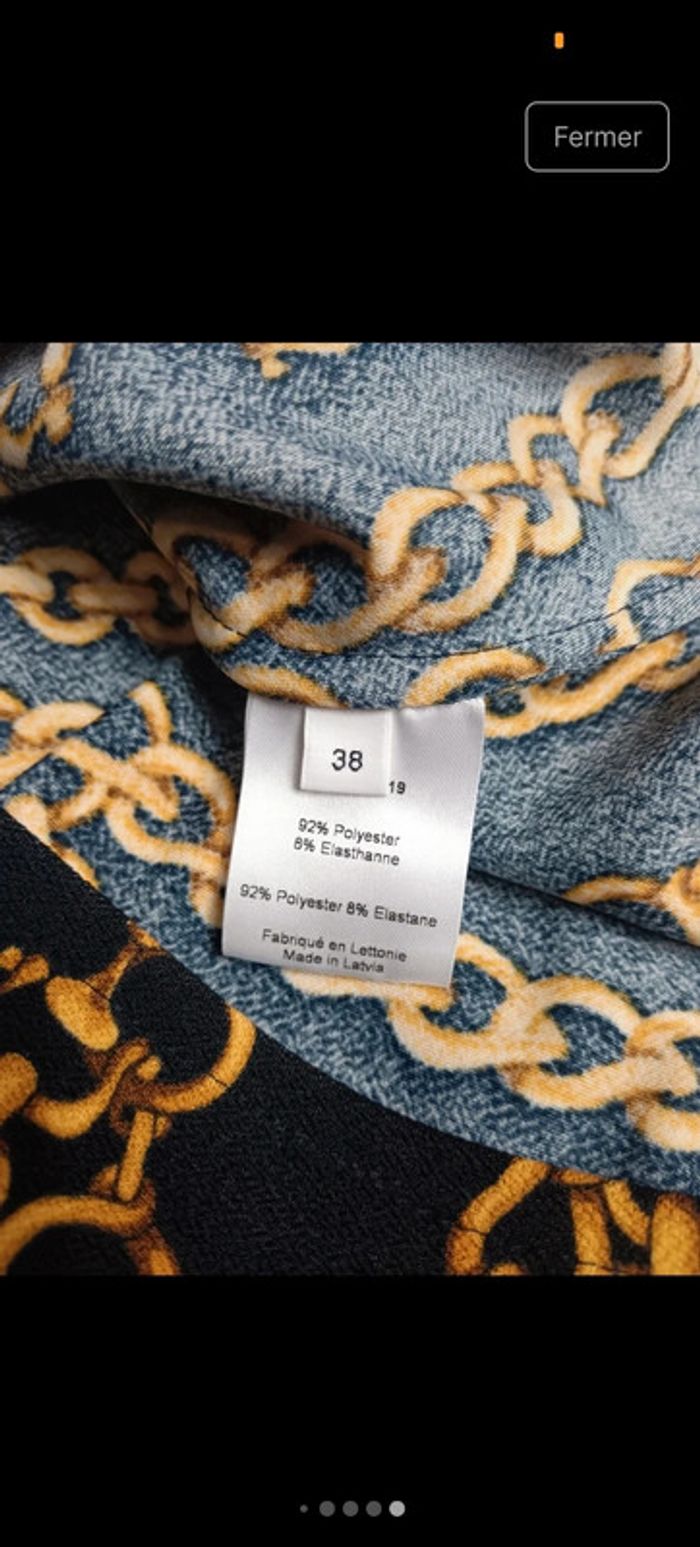 Fermer
38
19
92% Polyester
8% Elasthanne
92% Polyester 8% Elastane
Fabriqué en Lettonie
Made in Latvia